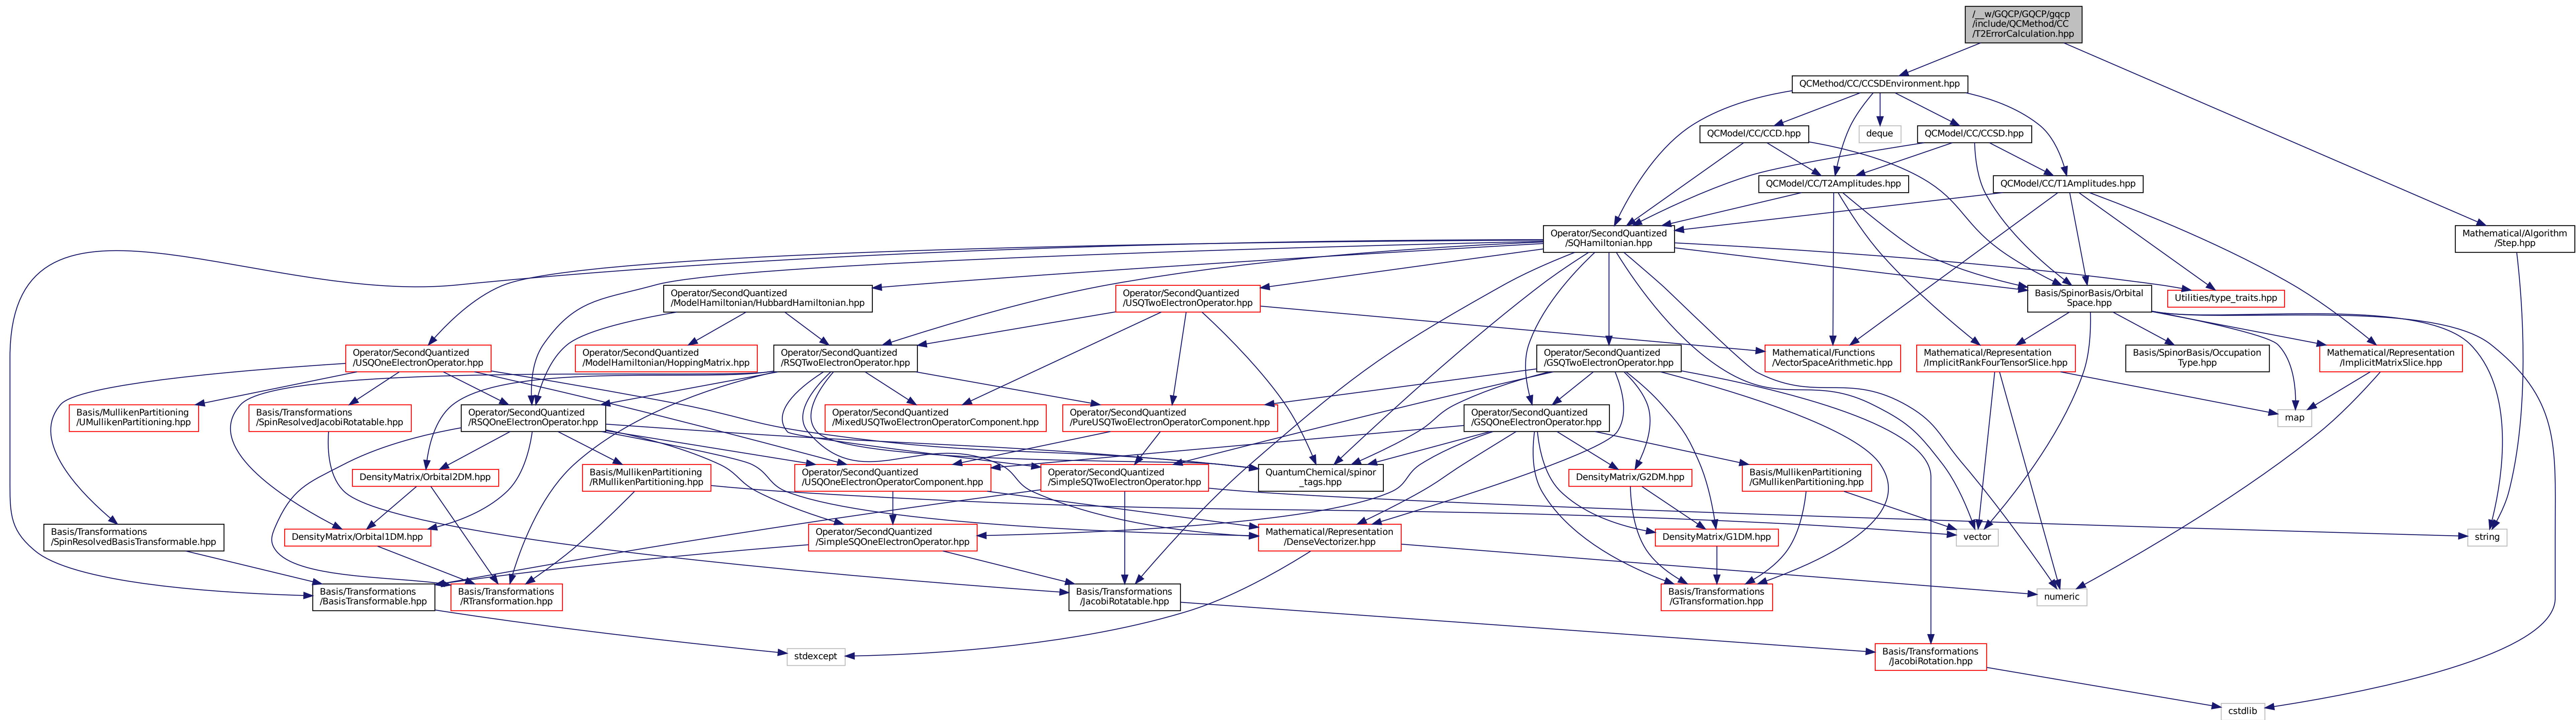 /__w/GQCP/GQCP/gqcp
/include/QCMethod/CC
/T2ErrorCalculation.hpp
QCMethod/CC/CCSDEnvironment.hpp
QCModel/CC/CCD.hpp
deque
QCModel/CC/CCSD.hpp
QCModel/CC/T2Amplitudes.hpp
QCModel/CC/T1Amplitudes.hpp
Operator/SecondQuantized
/SQHamiltonian.hpp
Mathematical/Algorithm
/Step.hpp
Operator/SecondQuantized
/ModelHamiltonian/HubbardHamiltonian.hpp
Operator/SecondQuantized
/USQTwoElectronOperator.hpp
Basis/SpinorBasis/Orbital
Space.hpp
Utilities/type_traits.hpp
Operator/SecondQuantized
/USQOneElectronOperator.hpp
Operator/SecondQuantized
/ModelHamiltonian/HoppingMatrix.hpp
Operator/SecondQuantized
/RSQTwoElectronOperator.hpp
Mathematical/Functions
/VectorSpaceArithmetic.hpp
Operator/SecondQuantized
/GSQTwoElectronOperator.hpp
Mathematical/Representation
/ImplicitRankFourTensorSlice.hpp
Basis/SpinorBasis/Occupation
Type.hpp
Mathematical/Representation
/ImplicitMatrixSlice.hpp
Basis/MullikenPartitioning
/UMullikenPartitioning.hpp
Basis/Transformations
/SpinResolvedJacobiRotatable.hpp
Operator/SecondQuantized
/RSQOneElectronOperator.hpp
Operator/SecondQuantized
/MixedUSQTwoElectronOperatorComponent.hpp
Operator/SecondQuantized
/PureUSQTwoElectronOperatorComponent.hpp
Operator/SecondQuantized
/GSQOneElectronOperator.hpp
map
DensityMatrix/Orbital2DM.hpp
Basis/MullikenPartitioning
/RMullikenPartitioning.hpp
Operator/SecondQuantized
/USQOneElectronOperatorComponent.hpp
Operator/SecondQuantized
/SimpleSQTwoElectronOperator.hpp
QuantumChemical/spinor
_tags.hpp
DensityMatrix/G2DM.hpp
Basis/MullikenPartitioning
/GMullikenPartitioning.hpp
Basis/Transformations
/SpinResolvedBasisTransformable.hpp
DensityMatrix/Orbital1DM.hpp
Operator/SecondQuantized
/SimpleSQOneElectronOperator.hpp
Mathematical/Representation
/DenseVectorizer.hpp
DensityMatrix/G1DM.hpp
vector
string
Basis/Transformations
/BasisTransformable.hpp
Basis/Transformations
/RTransformation.hpp
Basis/Transformations
/JacobiRotatable.hpp
Basis/Transformations
/GTransformation.hpp
numeric
stdexcept
Basis/Transformations
/JacobiRotation.hpp
cstdlib